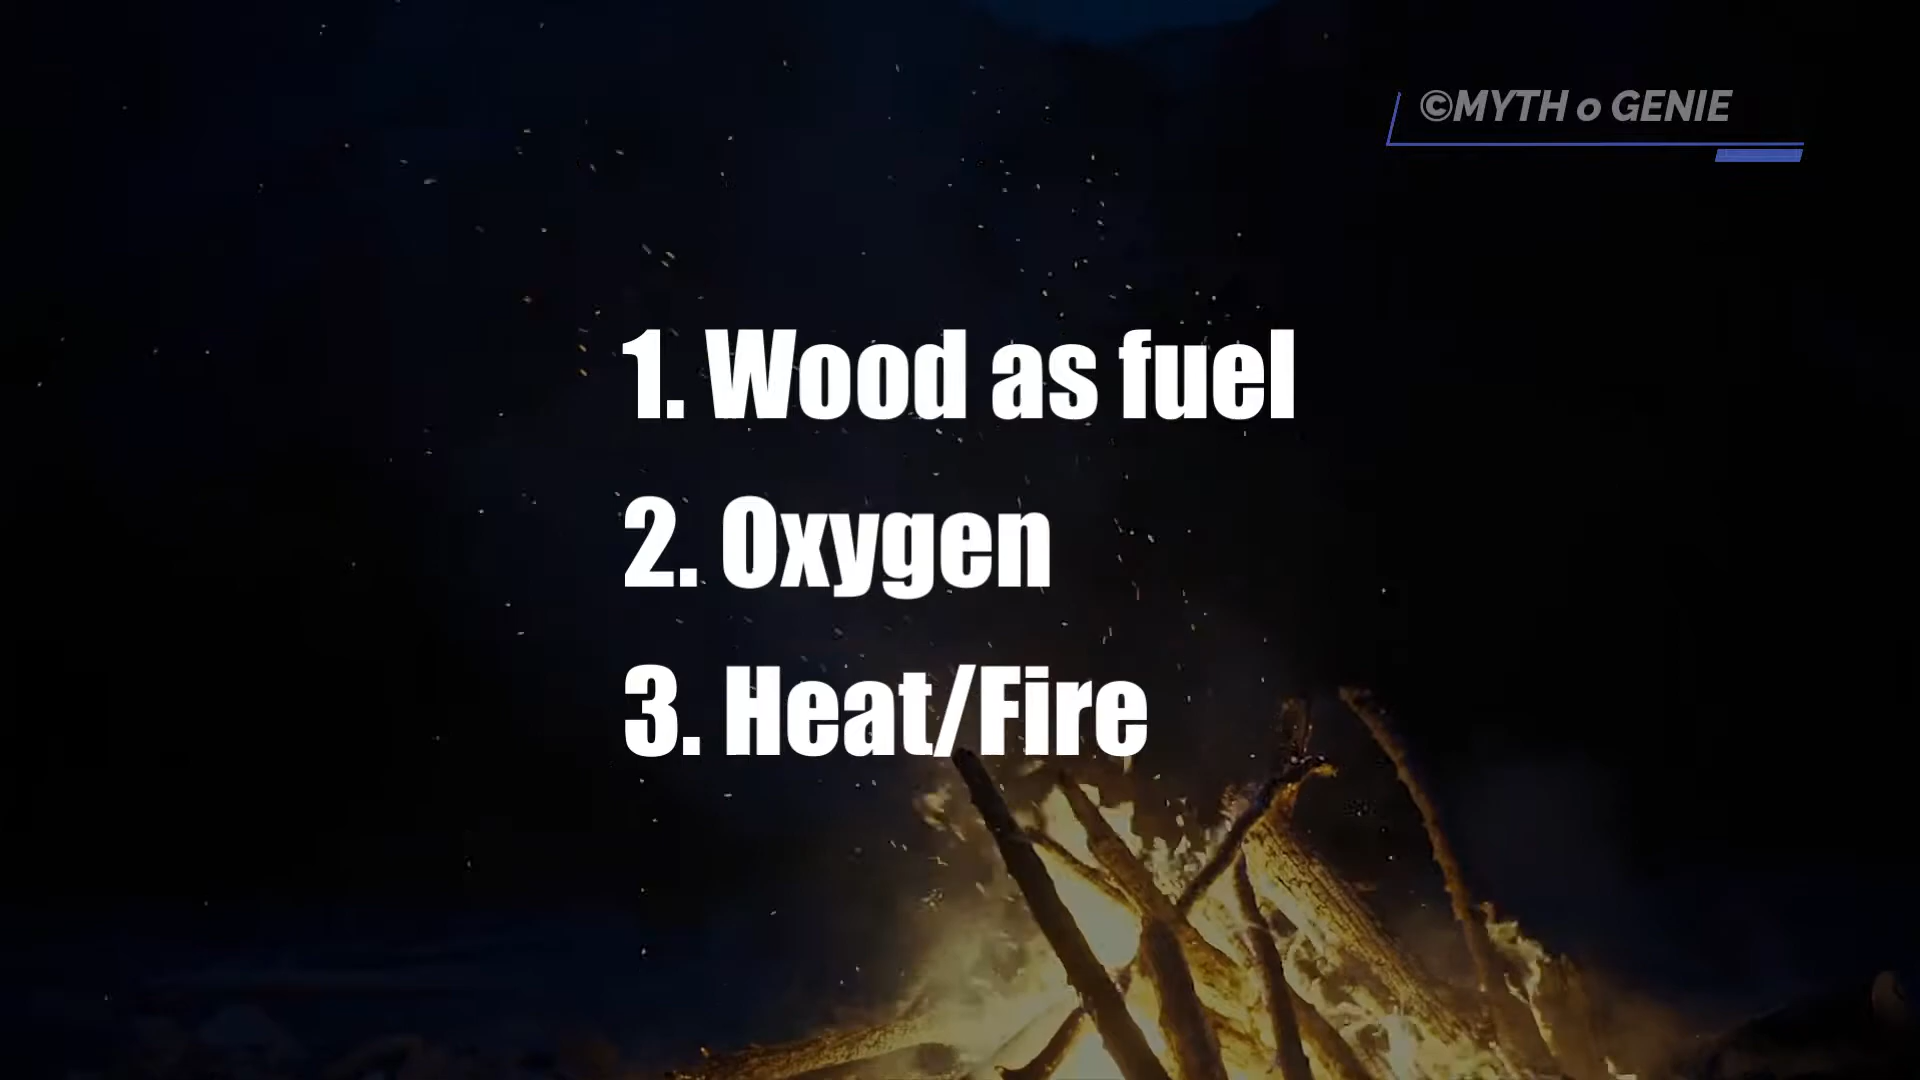 ©MYTH o GENIE
1. Wood as fuel
2. Oxygen
3. Heat/Fire